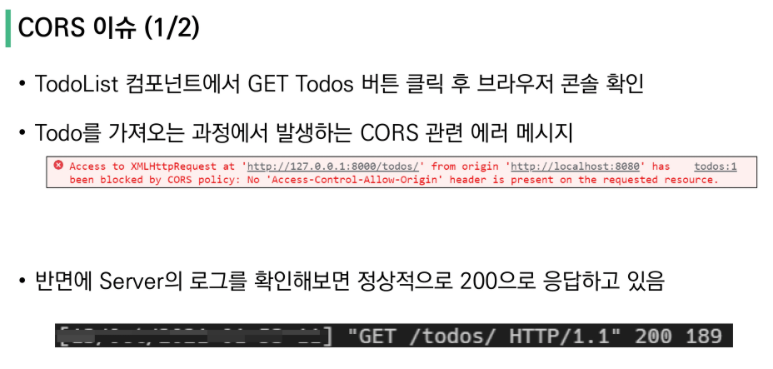 CORS 이슈 (1/2)
• TodoList 컴포넌트에서 GET Todos 버튼 클릭 후 브라우저 콘솔 확인
• Todo를 가져오는 과정에서 발생하는 CORS 관련 에러 메시지
Access to XMLHttpRequest at 'http://127.0.0.1:8000/todos/' from origin 'http://localhost:8080' has todos:1
been blocked by CORS policy: No 'Access-Control-Allow-Origin' header is present on the requested resource.
• 반면에 Server의 로그를 확인해보면 정상적으로 200으로 응답하고 있음
] "GET /todos/ HTTP/1.1" 200 189